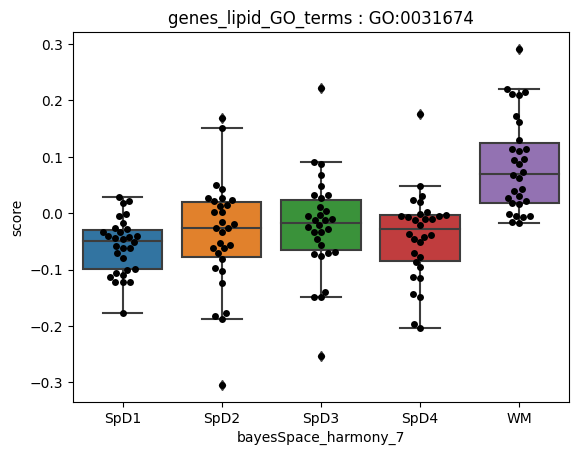 genes_lipid_GO_terms : GO:0031674
0.3
0.2
0.1
0.0
−0.1
−0.2
−0.3
score
SpD1 SpD2 SpD3 SpD4 WM
bayesSpace_harmony_7